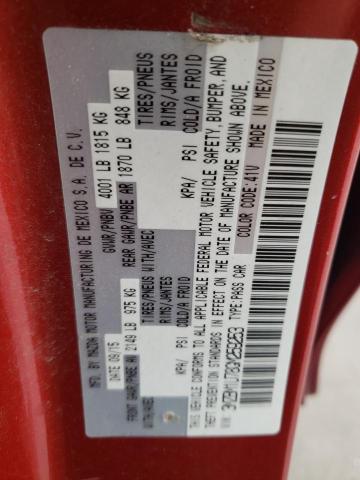 MFD. BY MAZDA MOTOR MANUFACTURING DE MEXICO S.A. DE C.V.
DATE 09/15 GVWR/PNBV 4001 LB 1815 KG
FRONT GAWR/PNBE AV 2149 LB 975 KG REAR GAWR/PNBE AR 1870 LB 848 KG
WITH/AVEC TIRES/PNEUS WITH/AVEC TIRES/PNEUS
RIMS/JANTES RIMS/JANTES
KPA/ PSI COLD/A FROID KPA/ PSI COLD/A FROID
THIS VEHICLE CONFORMS TO ALL APPLICABLE FEDERAL MOTOR VEHICLE SAFETY, BUMPER, AND
THEFT PREVENTION STANDARDS IN EFFECT ON THE DATE OF MANUFACTURE SHOWN ABOVE.
TYPE:PASS CAR COLOR CODE:41V MADE IN MEXICO